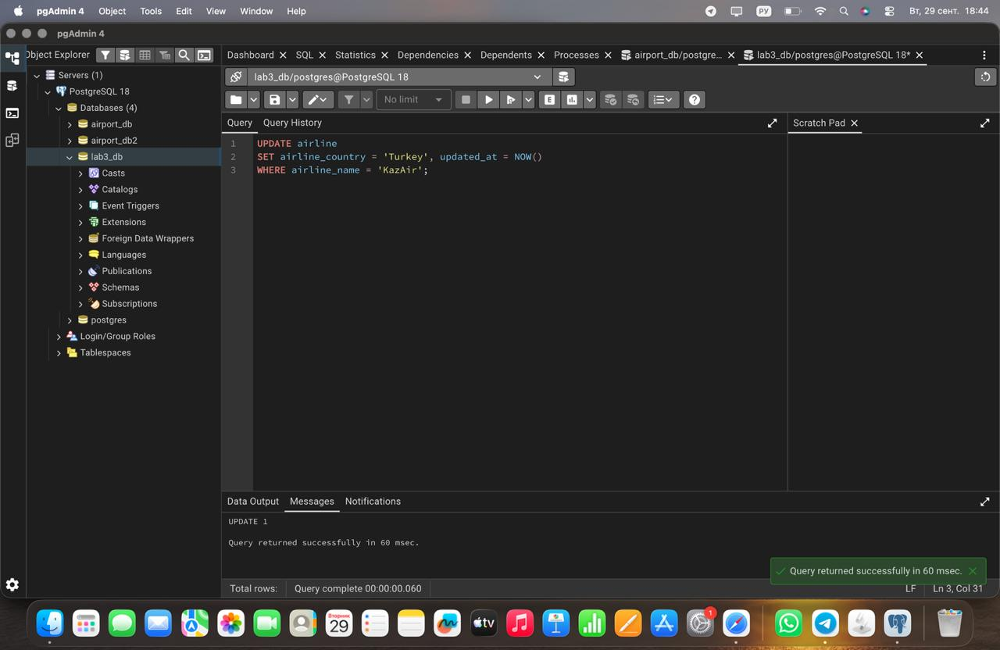 pgAdmin 4 Object Tools Edit View Window Help РУ Вт, 29 сент. 18:44
pgAdmin 4
Object Explorer
Dashboard SQL Statistics Dependencies Dependents Processes airport_db/postgre... lab3_db/postgres@PostgreSQL 18*
lab3_db/postgres@PostgreSQL 18
No limit
Servers (1)
PostgreSQL 18
Databases (4)
airport_db
airport_db2
lab3_db
Casts
Catalogs
Event Triggers
Extensions
Foreign Data Wrappers
Languages
Publications
Schemas
Subscriptions
postgres
Login/Group Roles
Tablespaces
Query Query History
Scratch Pad
1 UPDATE airline
2 SET airline_country = 'Turkey', updated_at = NOW()
3 WHERE airline_name = 'KazAir';
Data Output Messages Notifications
UPDATE 1
Query returned successfully in 60 msec.
Query returned successfully in 60 msec.
Total rows: Query complete 00:00:00.060 LF Ln 3, Col 31
Вторник
29
tv
1